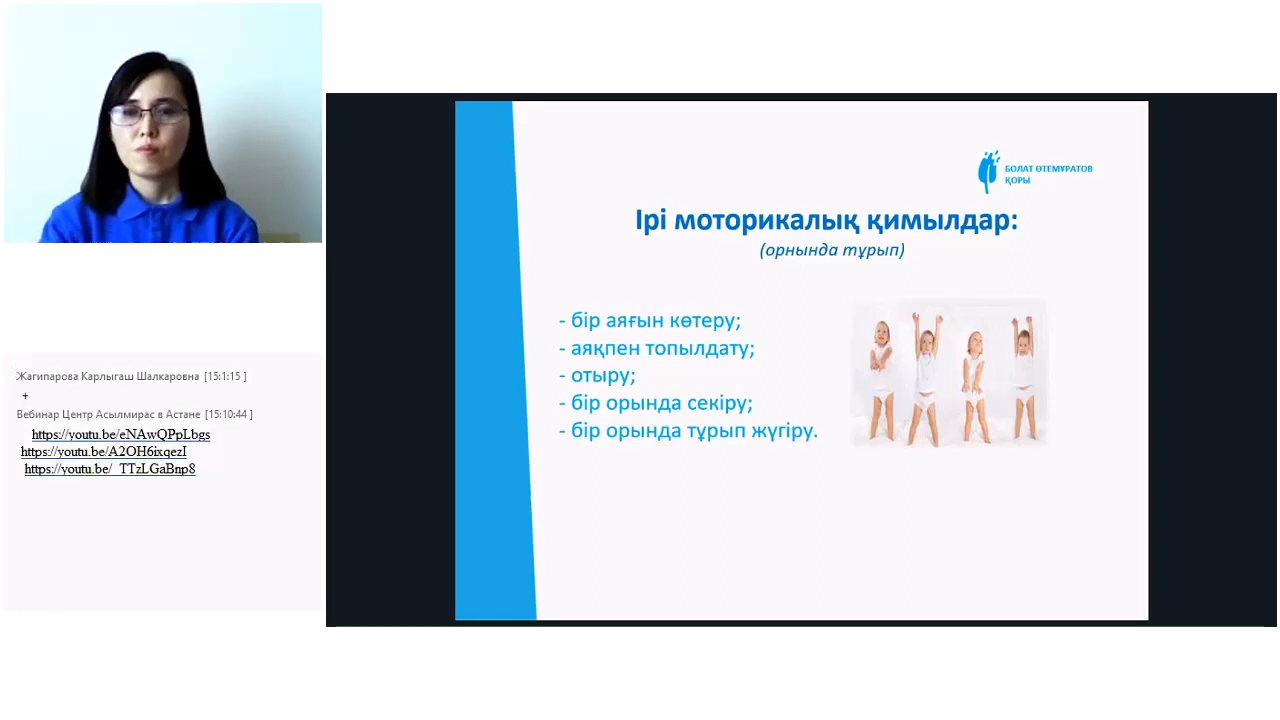 БОЛАТ ӨТЕМҰРАТОВ
ҚОРЫ
Ірі моторикалық қимылдар:
(орнында тұрып)
- бір аяғын көтеру;
- аяқпен топылдату;
- отыру;
- бір орында секіру;
- бір орында тұрып жүгіру.
Жагипарова Карлыгаш Шалкаровна [15:1:15 ]
+
Вебинар Центр Асылмирас в Астане [15:10:44 ]
https://youtu.be/eNAwQPpLbgs
https://youtu.be/A2OH6ixqezI
https://youtu.be/_TTzLGaBnp8